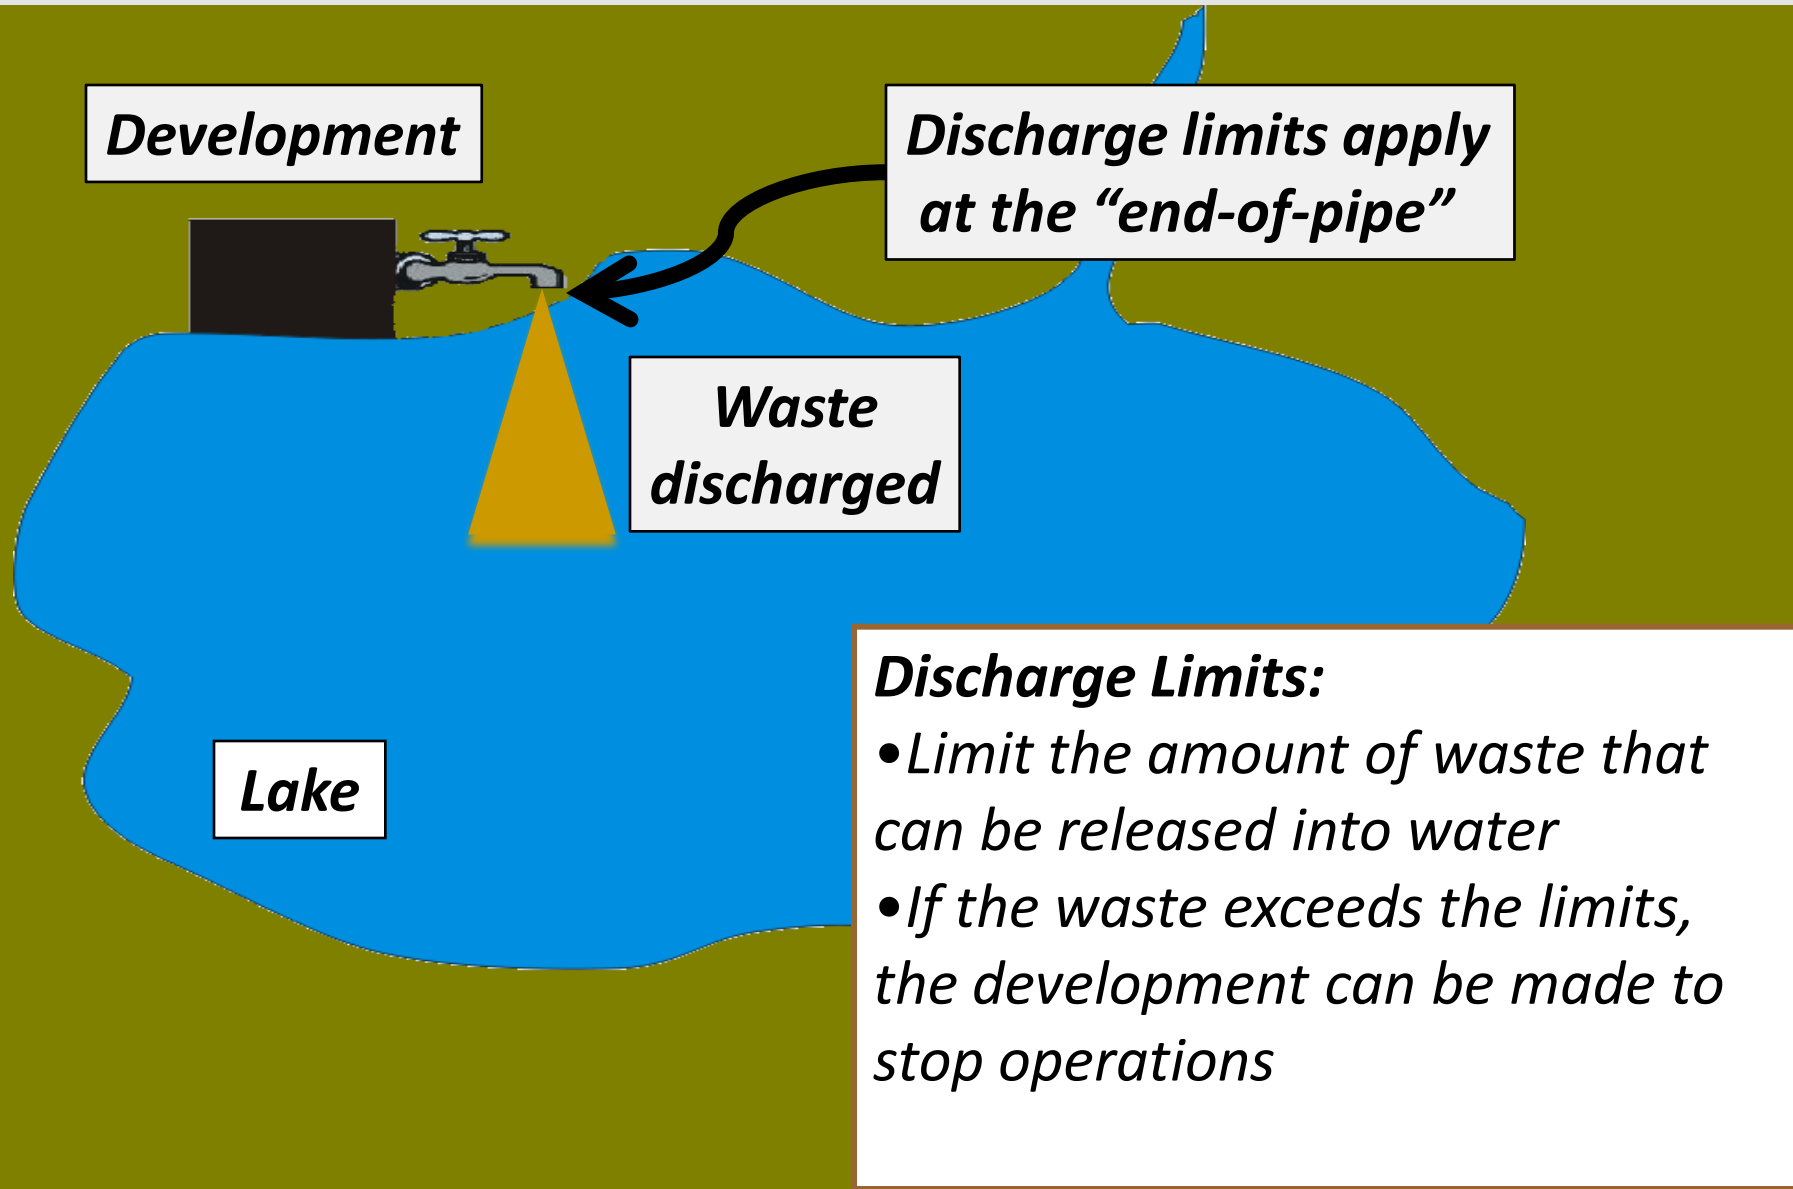 Development
Discharge limits apply
at the “end-of-pipe”
Waste
discharged
Lake
Discharge Limits:
•Limit the amount of waste that
can be released into water
•If the waste exceeds the limits,
the development can be made to
stop operations